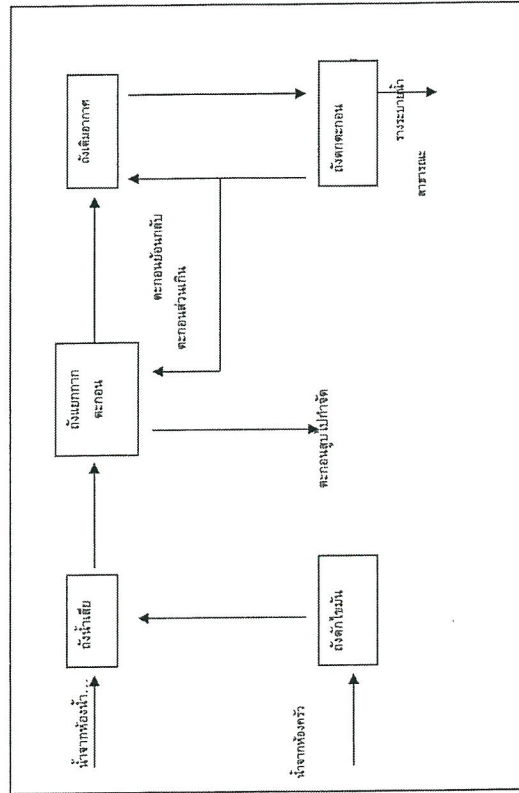 น้ำจากห้องน้ำ...
ถังน้ำเสีย
ถังแยกกาก
ตะกอน
ถังเติมอากาศ
ตะกอนย้อนกลับ
ตะกอนส่วนเกิน
ตะกอนสูบไปกำจัด
น้ำจากห้องครัว
ถังดักไขมัน
ถังตกตะกอน
รางระบายน้ำ
สาธารณะ